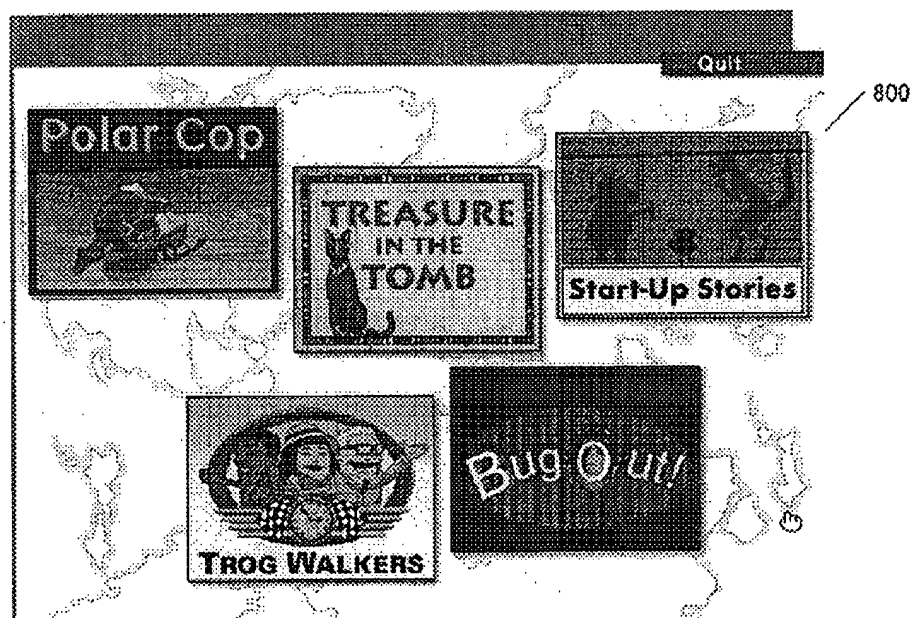 Quit
800
Polar Cop
TREASURE
IN THE
TOMB
Start-Up Stories
TROG WALKERS
Bug Out!